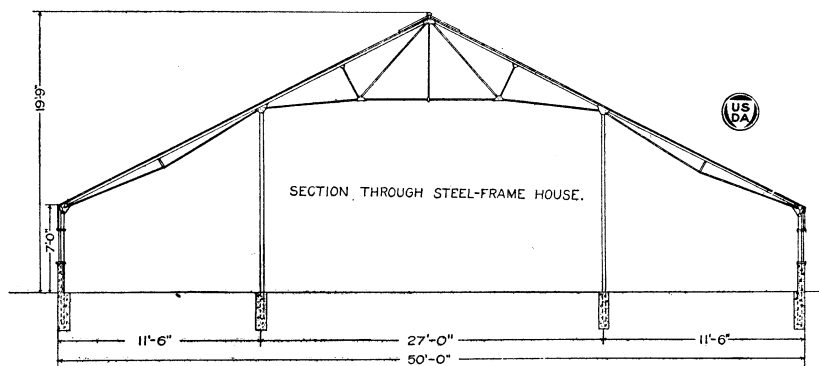 19'-9"
US
DA
SECTION THROUGH STEEL-FRAME HOUSE.
7'-0"
11'-6" 27'-0" 11'-6"
50'-0"